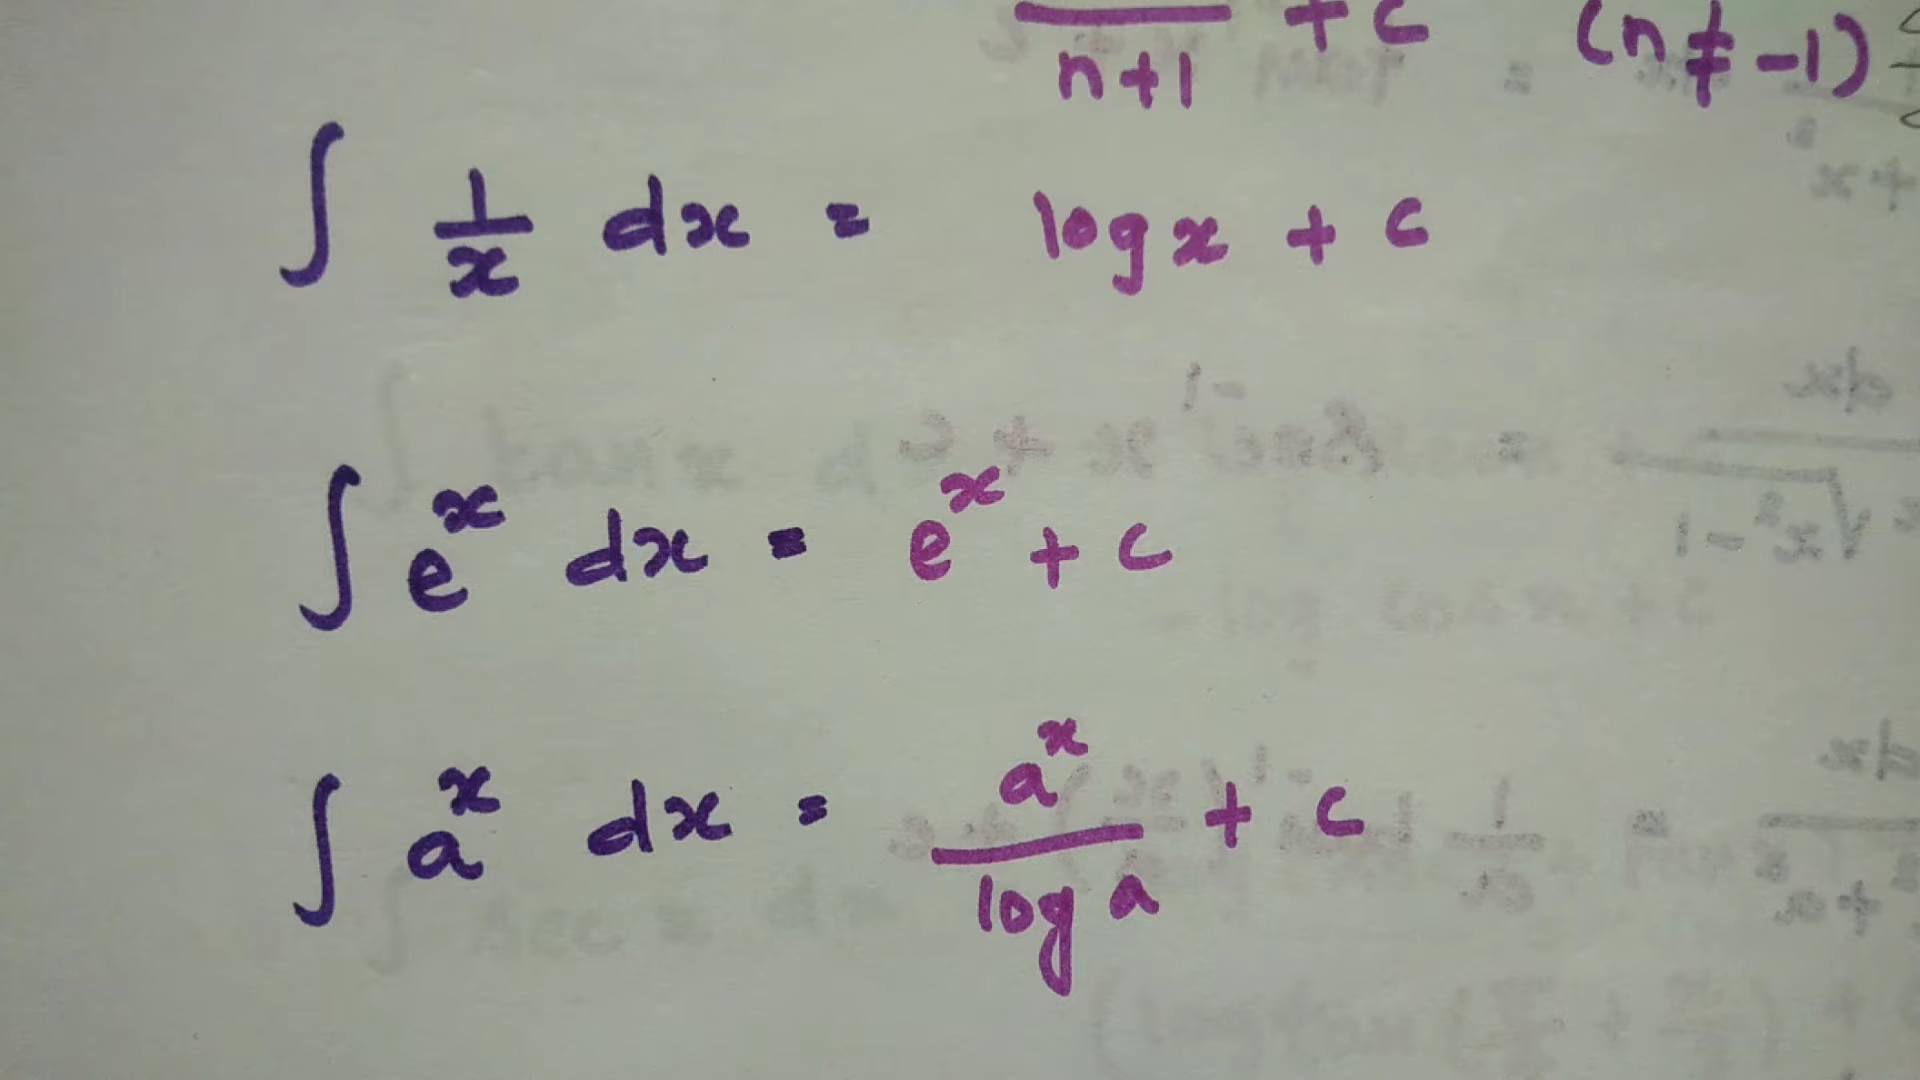 n+1 + c (n ≠ -1)
∫ 1/x dx = log x + c
∫ e^x dx = e^x + c
∫ a^x dx = a^x/log a + c